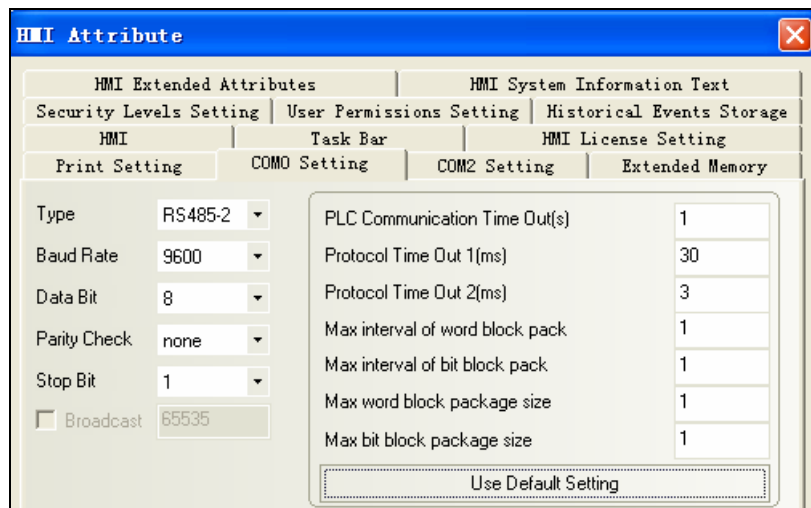 HMI Attribute
HMI Extended Attributes HMI System Information Text
Security Levels Setting User Permissions Setting Historical Events Storage
HMI Task Bar HMI License Setting
Print Setting COM0 Setting COM2 Setting Extended Memory
Type RS485-2
Baud Rate 9600
Data Bit 8
Parity Check none
Stop Bit 1
Broadcast 65535
PLC Communication Time Out(s) 1
Protocol Time Out 1(ms) 30
Protocol Time Out 2(ms) 3
Max interval of word block pack 1
Max interval of bit block pack 1
Max word block package size 1
Max bit block package size 1
Use Default Setting